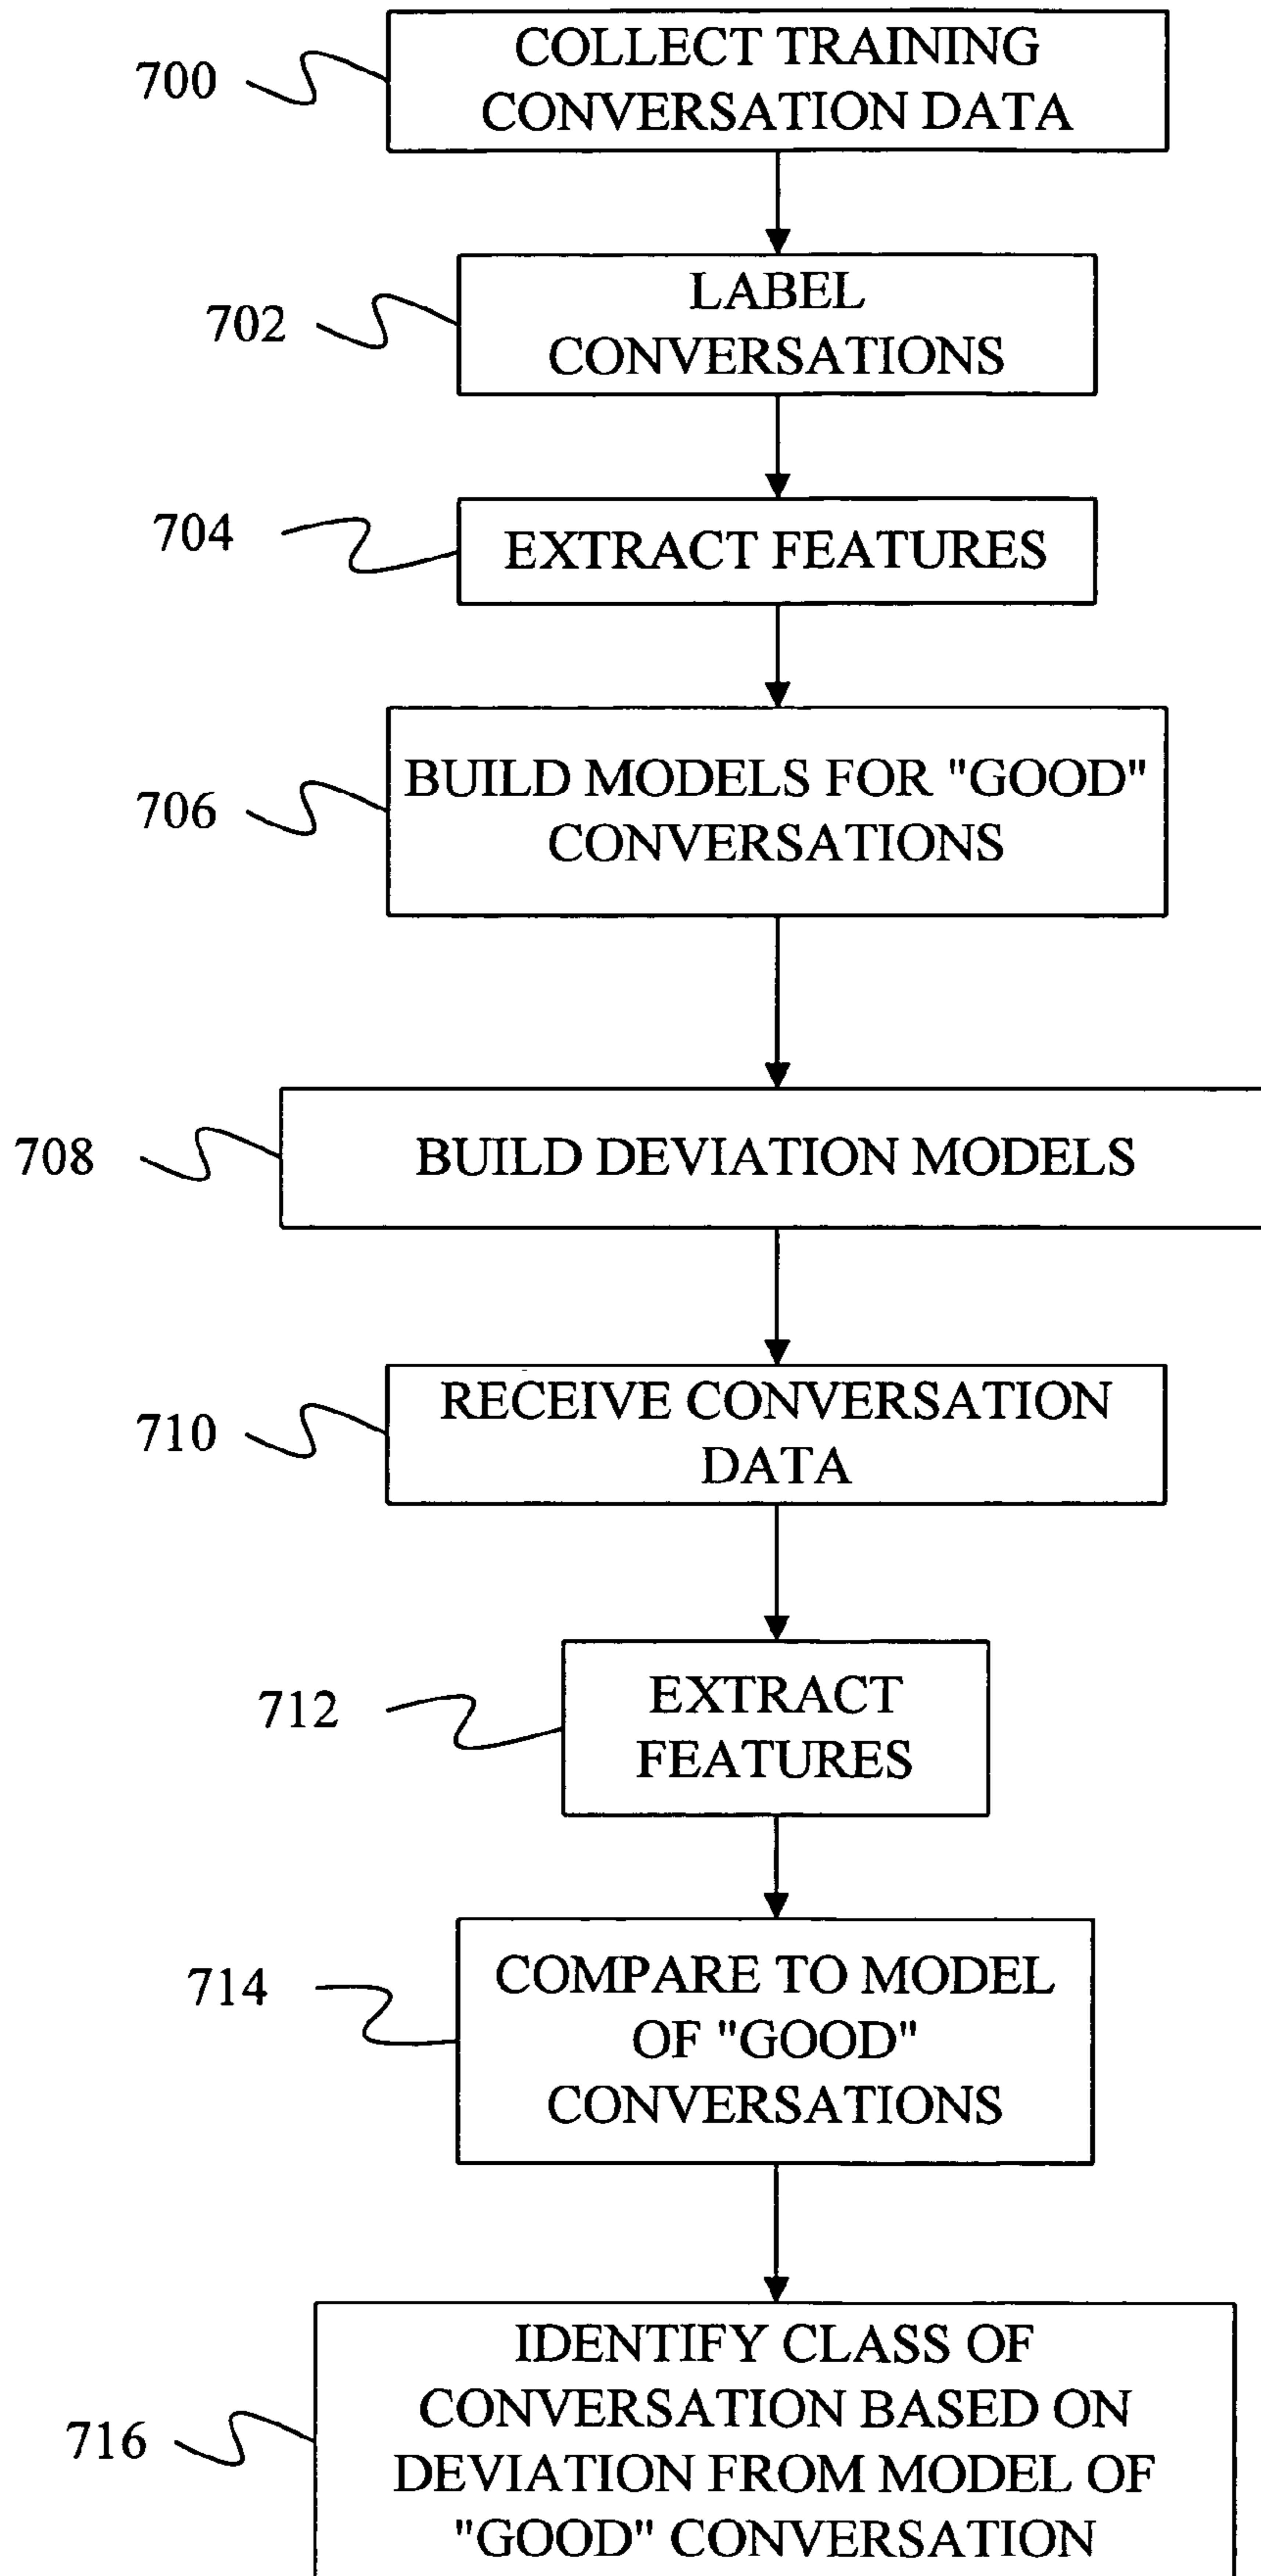 700
COLLECT TRAINING
CONVERSATION DATA
702
LABEL
CONVERSATIONS
704
EXTRACT FEATURES
706
BUILD MODELS FOR "GOOD"
CONVERSATIONS
708
BUILD DEVIATION MODELS
710
RECEIVE CONVERSATION
DATA
712
EXTRACT
FEATURES
714
COMPARE TO MODEL
OF "GOOD"
CONVERSATIONS
716
IDENTIFY CLASS OF
CONVERSATION BASED ON
DEVIATION FROM MODEL OF
"GOOD" CONVERSATION